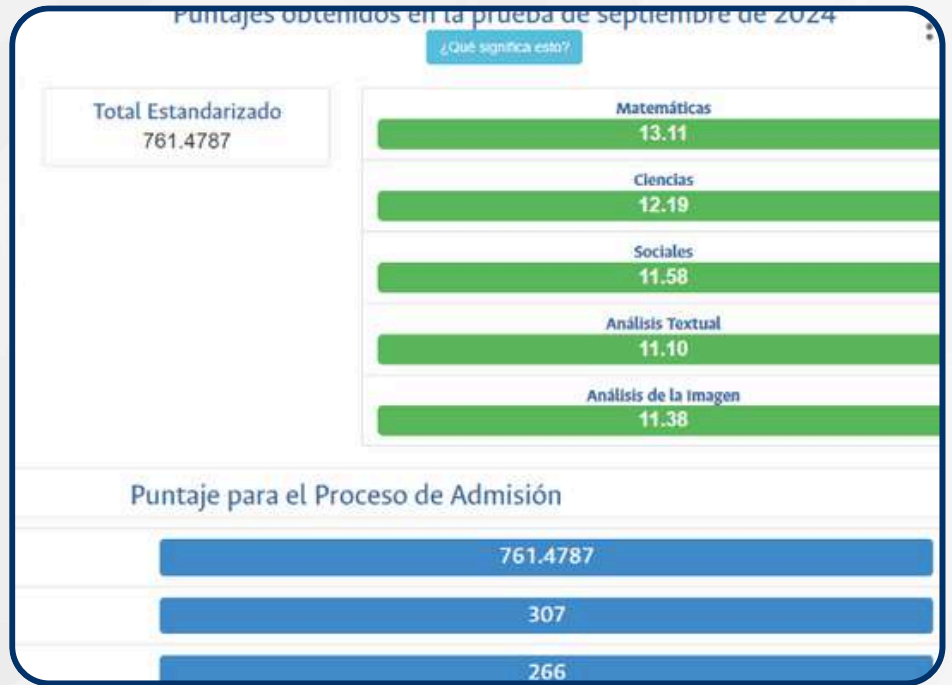 Puntajes obtenidos en la prueba de septiembre de 2024
¿Qué significa esto?
Total Estandarizado
761.4787
Matemáticas
13.11
Ciencias
12.19
Sociales
11.58
Análisis Textual
11.10
Análisis de la Imagen
11.38
Puntaje para el Proceso de Admisión
761.4787
307
266